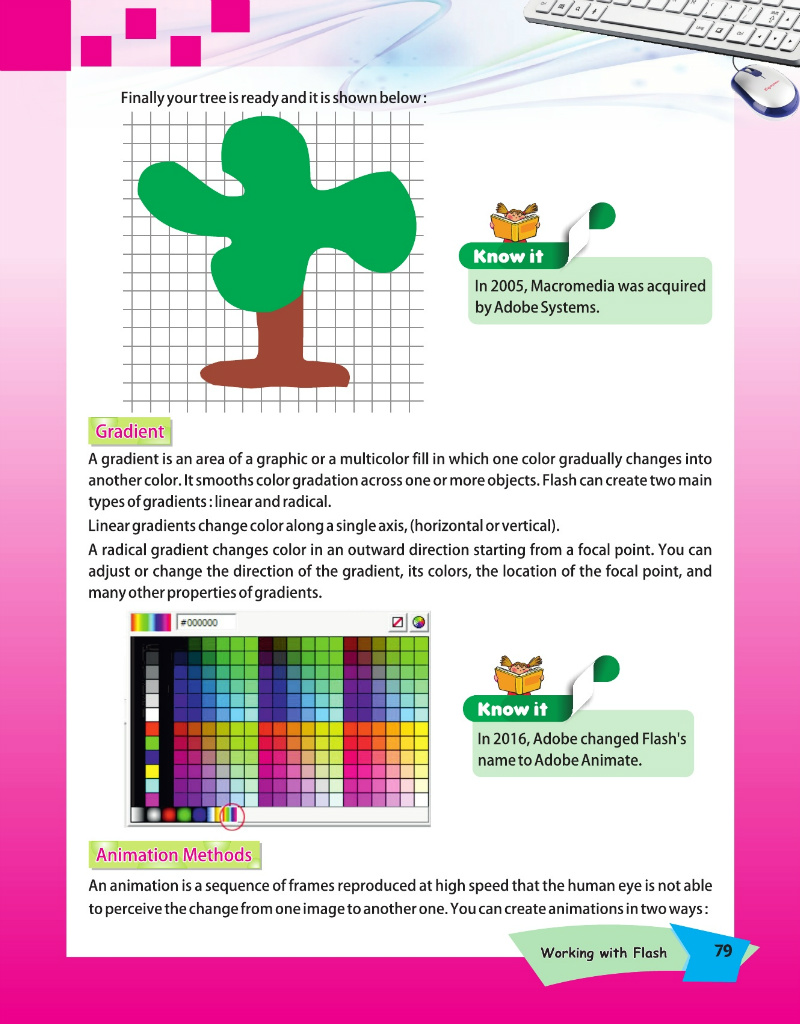 Finally your tree is ready and it is shown below :
Know it
In 2005, Macromedia was acquired
by Adobe Systems.
Gradient
A gradient is an area of a graphic or a multicolor fill in which one color gradually changes into
another color. It smooths color gradation across one or more objects. Flash can create two main
types of gradients : linear and radical.
Linear gradients change color along a single axis, (horizontal or vertical).
A radical gradient changes color in an outward direction starting from a focal point. You can
adjust or change the direction of the gradient, its colors, the location of the focal point, and
many other properties of gradients.
#000000
Know it
In 2016, Adobe changed Flash's
name to Adobe Animate.
Animation Methods
An animation is a sequence of frames reproduced at high speed that the human eye is not able
to perceive the change from one image to another one. You can create animations in two ways :
Working with Flash
79